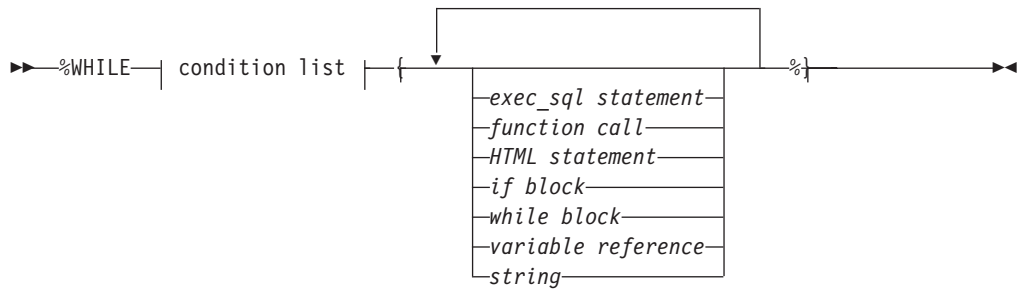 %WHILE condition list { %}
exec_sql statement
function call
HTML statement
if block
while block
variable reference
string